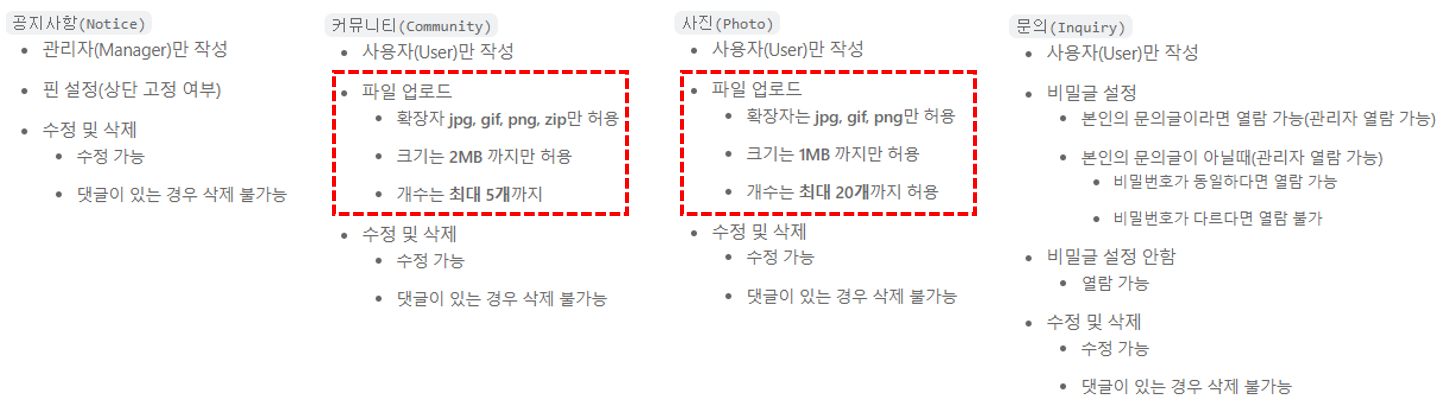 공지사항(Notice)
관리자(Manager)만 작성
핀 설정(상단 고정 여부)
수정 및 삭제
수정 가능
댓글이 있는 경우 삭제 불가능
커뮤니티(Community)
사용자(User)만 작성
파일 업로드
확장자 jpg, gif, png, zip만 허용
크기는 2MB 까지만 허용
개수는 최대 5개까지
수정 및 삭제
수정 가능
댓글이 있는 경우 삭제 불가능
사진(Photo)
사용자(User)만 작성
파일 업로드
확장자는 jpg, gif, png만 허용
크기는 1MB 까지만 허용
개수는 최대 20개까지 허용
수정 및 삭제
수정 가능
댓글이 있는 경우 삭제 불가능
문의(Inquiry)
사용자(User)만 작성
비밀글 설정
본인의 문의글이라면 열람 가능(관리자 열람 가능)
본인의 문의글이 아닐때(관리자 열람 가능)
비밀번호가 동일하다면 열람 가능
비밀번호가 다르다면 열람 불가
비밀글 설정 안함
열람 가능
수정 및 삭제
수정 가능
댓글이 있는 경우 삭제 불가능